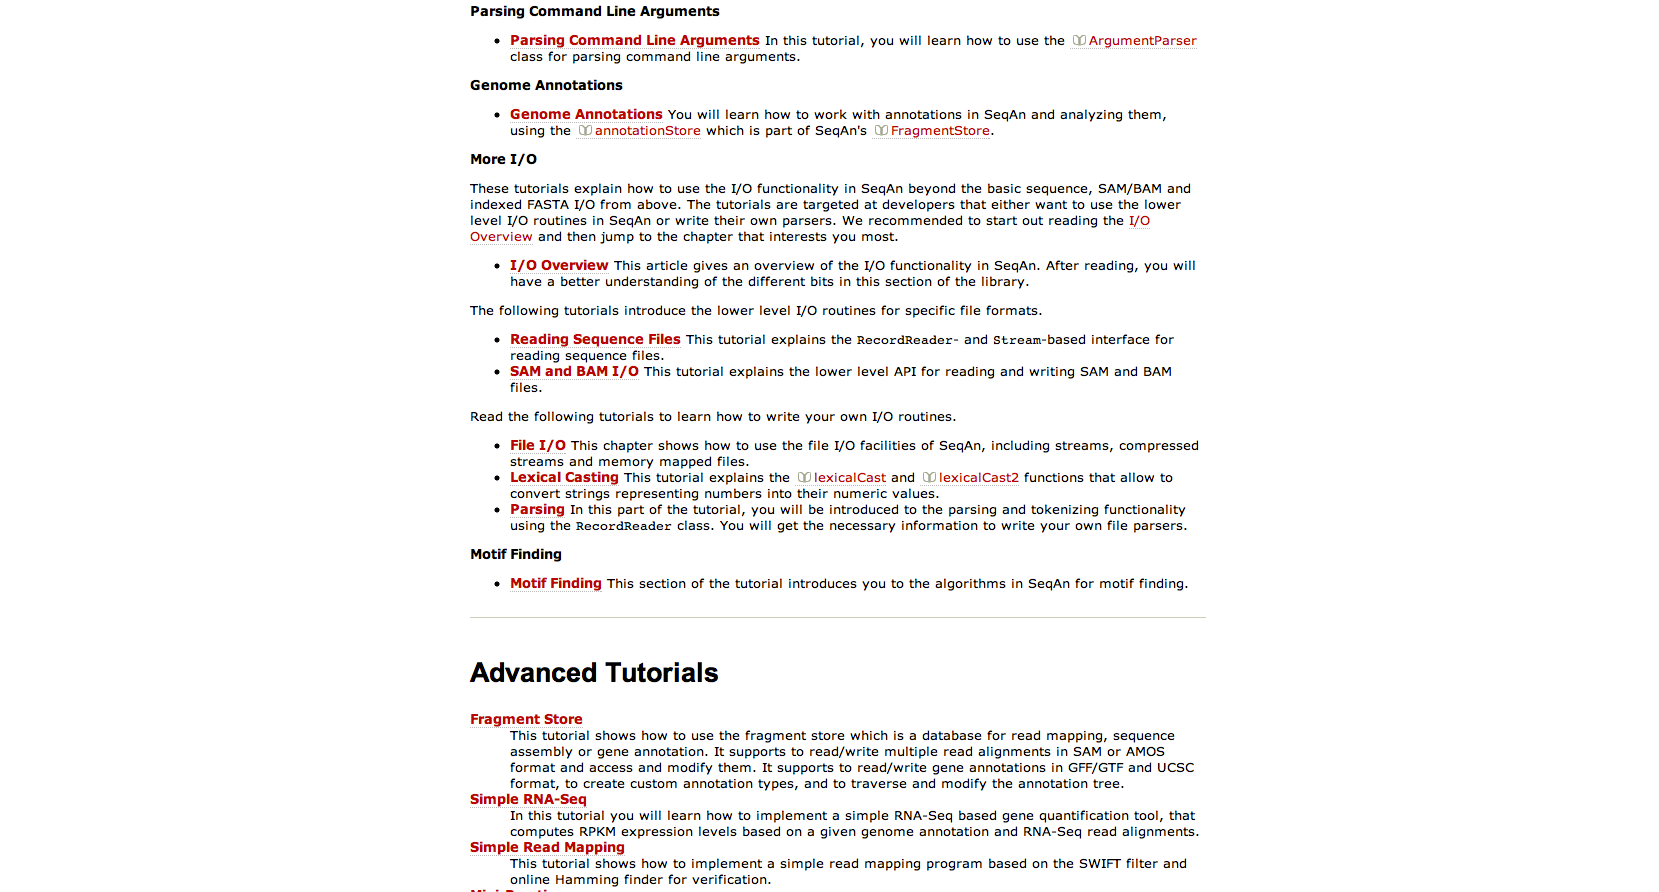 Parsing Command Line Arguments
Parsing Command Line Arguments In this tutorial, you will learn how to use the ArgumentParser
class for parsing command line arguments.
Genome Annotations
Genome Annotations You will learn how to work with annotations in SeqAn and analyzing them,
using the annotationStore which is part of SeqAn's FragmentStore.
More I/O
These tutorials explain how to use the I/O functionality in SeqAn beyond the basic sequence, SAM/BAM and
indexed FASTA I/O from above. The tutorials are targeted at developers that either want to use the lower
level I/O routines in SeqAn or write their own parsers. We recommended to start out reading the I/O
Overview and then jump to the chapter that interests you most.
I/O Overview This article gives an overview of the I/O functionality in SeqAn. After reading, you will
have a better understanding of the different bits in this section of the library.
The following tutorials introduce the lower level I/O routines for specific file formats.
Reading Sequence Files This tutorial explains the RecordReader- and Stream-based interface for
reading sequence files.
SAM and BAM I/O This tutorial explains the lower level API for reading and writing SAM and BAM
files.
Read the following tutorials to learn how to write your own I/O routines.
File I/O This chapter shows how to use the file I/O facilities of SeqAn, including streams, compressed
streams and memory mapped files.
Lexical Casting This tutorial explains the lexicalCast and lexicalCast2 functions that allow to
convert strings representing numbers into their numeric values.
Parsing In this part of the tutorial, you will be introduced to the parsing and tokenizing functionality
using the RecordReader class. You will get the necessary information to write your own file parsers.
Motif Finding
Motif Finding This section of the tutorial introduces you to the algorithms in SeqAn for motif finding.
Advanced Tutorials
Fragment Store
This tutorial shows how to use the fragment store which is a database for read mapping, sequence
assembly or gene annotation. It supports to read/write multiple read alignments in SAM or AMOS
format and access and modify them. It supports to read/write gene annotations in GFF/GTF and UCSC
format, to create custom annotation types, and to traverse and modify the annotation tree.
Simple RNA-Seq
In this tutorial you will learn how to implement a simple RNA-Seq based gene quantification tool, that
computes RPKM expression levels based on a given genome annotation and RNA-Seq read alignments.
Simple Read Mapping
This tutorial shows how to implement a simple read mapping program based on the SWIFT filter and
online Hamming finder for verification.